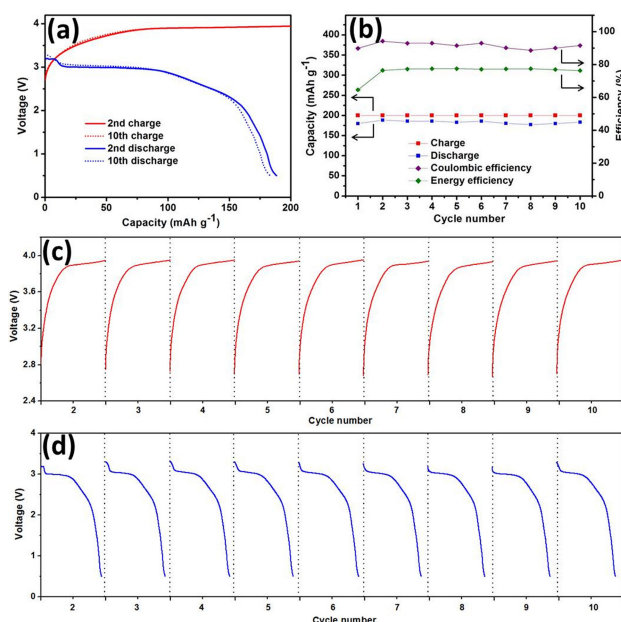 (a)
4
3
2
1
0
Voltage (V)
2nd charge
10th charge
2nd discharge
10th discharge
0 50 100 150 200
Capacity (mAh g-1)
(b)
400
350
300
250
200
150
100
50
0
Capacity (mAh g-1)
100
80
60
40
20
0
Efficiency (%)
Charge
Discharge
Coulombic efficiency
Energy efficiency
1 2 3 4 5 6 7 8 9 10
Cycle number
(c)
4.0
3.6
3.2
2.8
2.4
Voltage (V)
2 3 4 5 6 7 8 9 10
Cycle number
(d)
4
3
2
1
0
Voltage (V)
2 3 4 5 6 7 8 9 10
Cycle number